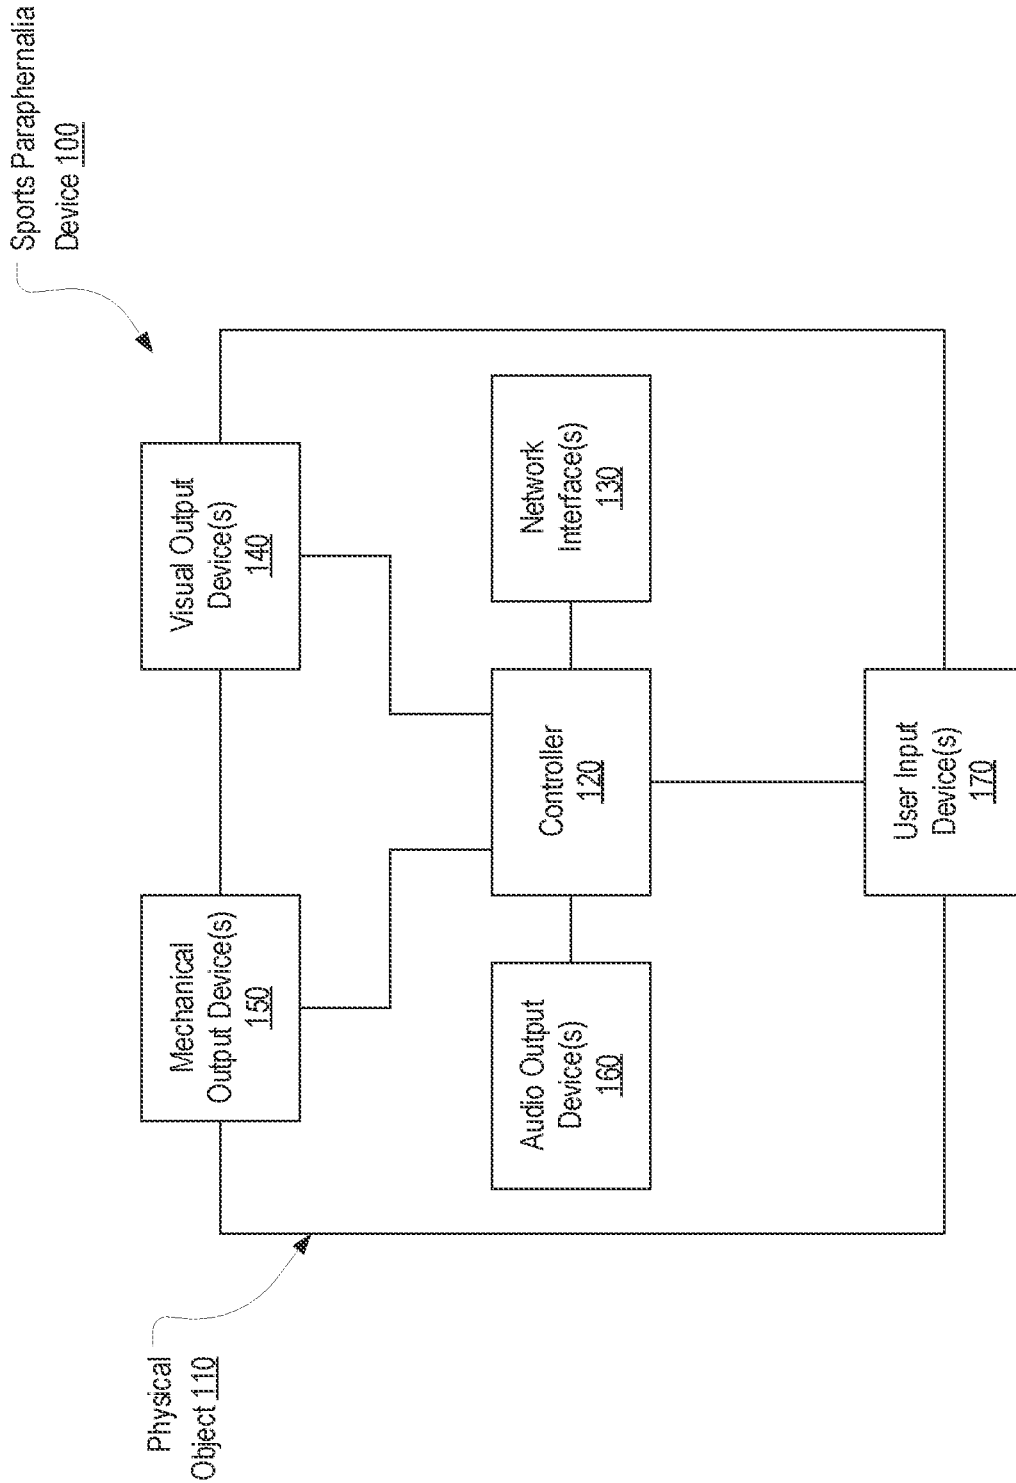 Sports Paraphernalia
Device 100
Physical
Object 110
Mechanical
Output Device(s)
150
Visual Output
Device(s)
140
Audio Output
Device(s)
160
Controller
120
Network
Interface(s)
130
User Input
Device(s)
170